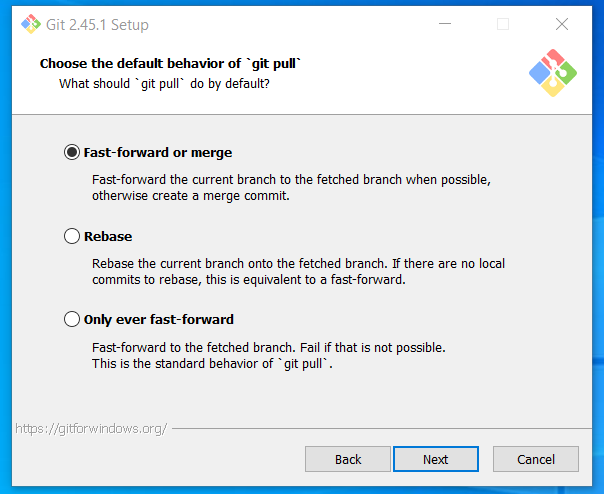 Git 2.45.1 Setup
Choose the default behavior of `git pull`
What should `git pull` do by default?
Fast-forward or merge
Fast-forward the current branch to the fetched branch when possible,
otherwise create a merge commit.
Rebase
Rebase the current branch onto the fetched branch. If there are no local
commits to rebase, this is equivalent to a fast-forward.
Only ever fast-forward
Fast-forward to the fetched branch. Fail if that is not possible.
This is the standard behavior of `git pull`.
https://gitforwindows.org/
Back
Next
Cancel